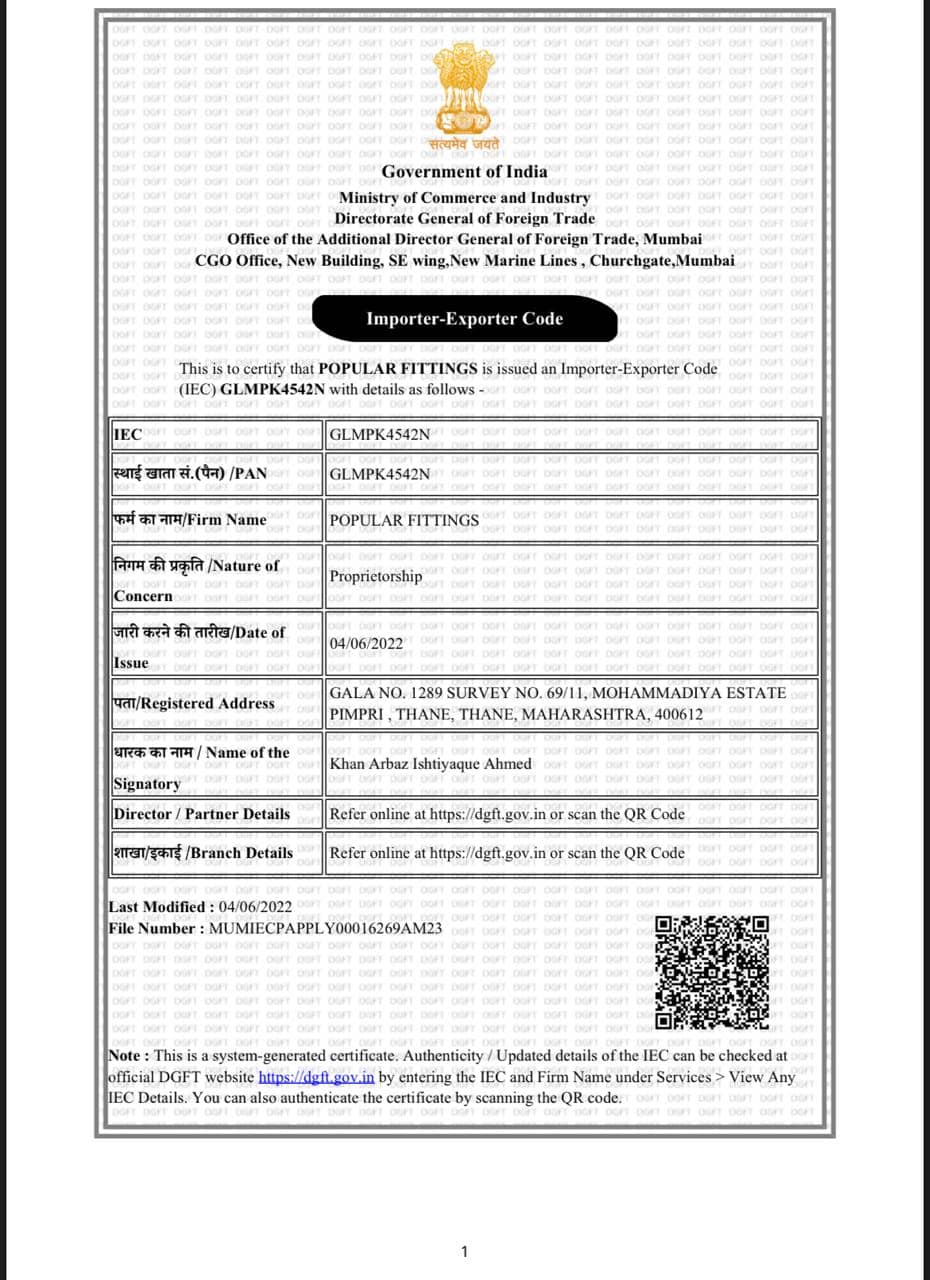 सत्यमेव जयते
Government of India
Ministry of Commerce and Industry
Directorate General of Foreign Trade
Office of the Additional Director General of Foreign Trade, Mumbai
CGO Office, New Building, SE wing,New Marine Lines , Churchgate,Mumbai
Importer-Exporter Code
This is to certify that POPULAR FITTINGS is issued an Importer-Exporter Code
(IEC) GLMPK4542N with details as follows -
IEC GLMPK4542N
स्थाई खाता सं.(पैन) /PAN GLMPK4542N
फर्म का नाम/Firm Name POPULAR FITTINGS
निगम की प्रकृति /Nature of
Concern Proprietorship
जारी करने की तारीख/Date of
Issue 04/06/2022
पता/Registered Address GALA NO. 1289 SURVEY NO. 69/11, MOHAMMADIYA ESTATE
PIMPRI , THANE, THANE, MAHARASHTRA, 400612
धारक का नाम / Name of the
Signatory Khan Arbaz Ishtiyaque Ahmed
Director / Partner Details Refer online at https://dgft.gov.in or scan the QR Code
शाखा/इकाई /Branch Details Refer online at https://dgft.gov.in or scan the QR Code
Last Modified : 04/06/2022
File Number : MUMIECPAPPLY00016269AM23
Note : This is a system-generated certificate. Authenticity / Updated details of the IEC can be checked at
official DGFT website https://dgft.gov.in by entering the IEC and Firm Name under Services > View Any
IEC Details. You can also authenticate the certificate by scanning the QR code.
1